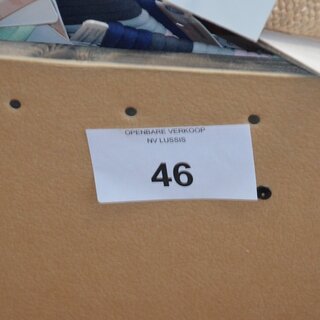 OPENBARE VERKOOP
NV LUSSIS
46